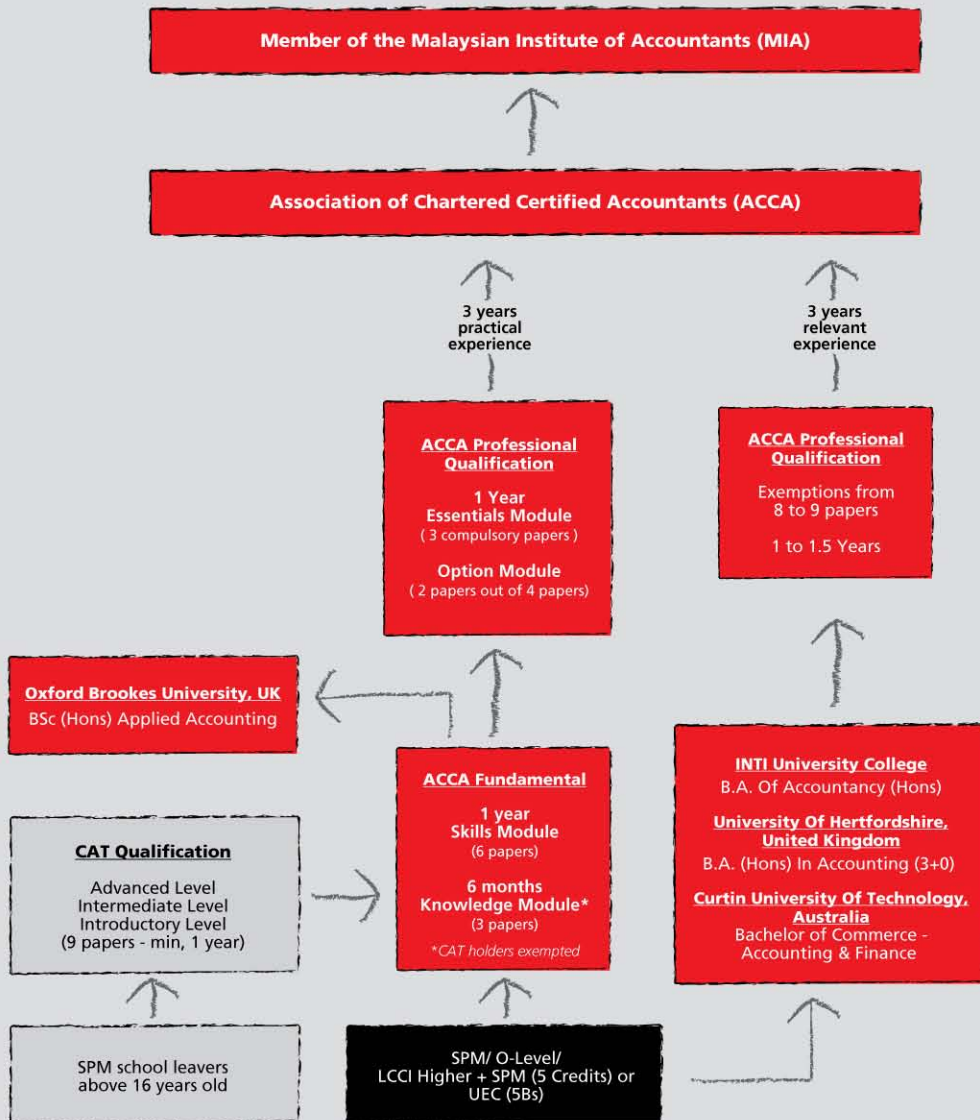 Member of the Malaysian Institute of Accountants (MIA)
Association of Chartered Certified Accountants (ACCA)
3 years
practical
experience
3 years
relevant
experience
ACCA Professional
Qualification
1 Year
Essentials Module
( 3 compulsory papers )
Option Module
( 2 papers out of 4 papers)
ACCA Professional
Qualification
Exemptions from
8 to 9 papers
1 to 1.5 Years
Oxford Brookes University, UK
BSc (Hons) Applied Accounting
CAT Qualification
Advanced Level
Intermediate Level
Introductory Level
(9 papers - min, 1 year)
ACCA Fundamental
1 year
Skills Module
(6 papers)
6 months
Knowledge Module*
(3 papers)
*CAT holders exempted
INTI University College
B.A. Of Accountancy (Hons)
University Of Hertfordshire,
United Kingdom
B.A. (Hons) In Accounting (3+0)
Curtin University Of Technology,
Australia
Bachelor of Commerce -
Accounting & Finance
SPM school leavers
above 16 years old
SPM/ O-Level/
LCCI Higher + SPM (5 Credits) or
UEC (5Bs)